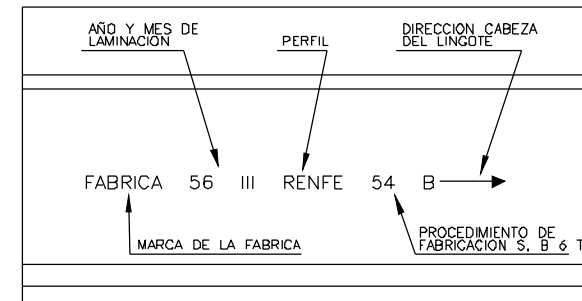 AÑO Y MES DE
LAMINACION
PERFIL
DIRECCION CABEZA
DEL LINGOTE
FABRICA 56 III RENFE 54 B
MARCA DE LA FABRICA
PROCEDIMIENTO DE
FABRICACION S, B ó T